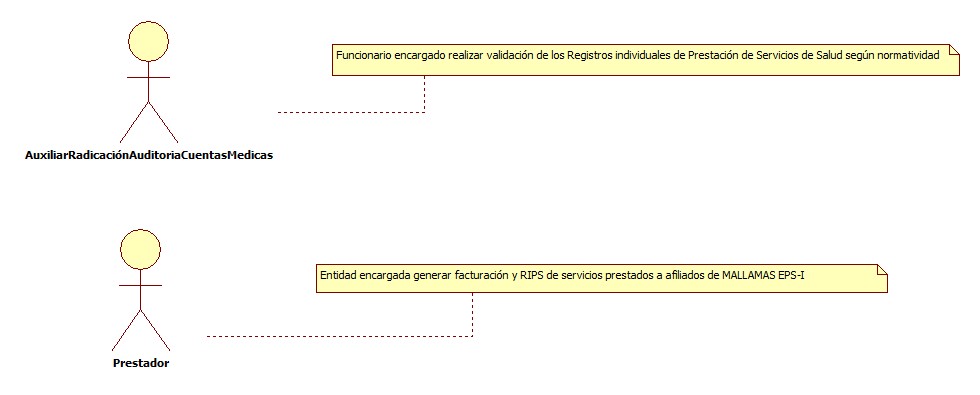 Funcionario encargado realizar validación de los Registros individuales de Prestación de Servicios de Salud según normatividad
AuxiliarRadicaciónAuditoriaCuentasMedicas
Entidad encargada generar facturación y RIPS de servicios prestados a afiliados de MALLAMAS EPS-I
Prestador